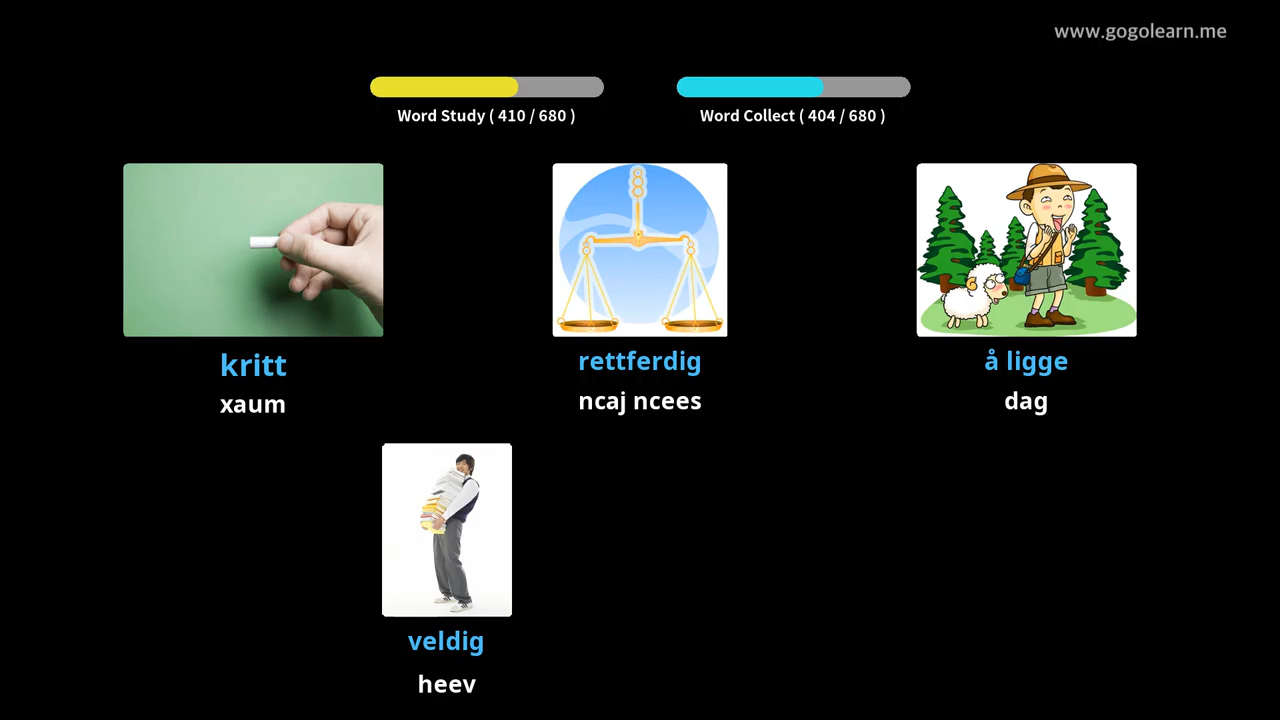 www.gogolearn.me
Word Study ( 410 / 680 )
Word Collect ( 404 / 680 )
kritt
xaum
rettferdig
ncaj ncees
å ligge
dag
veldig
heev